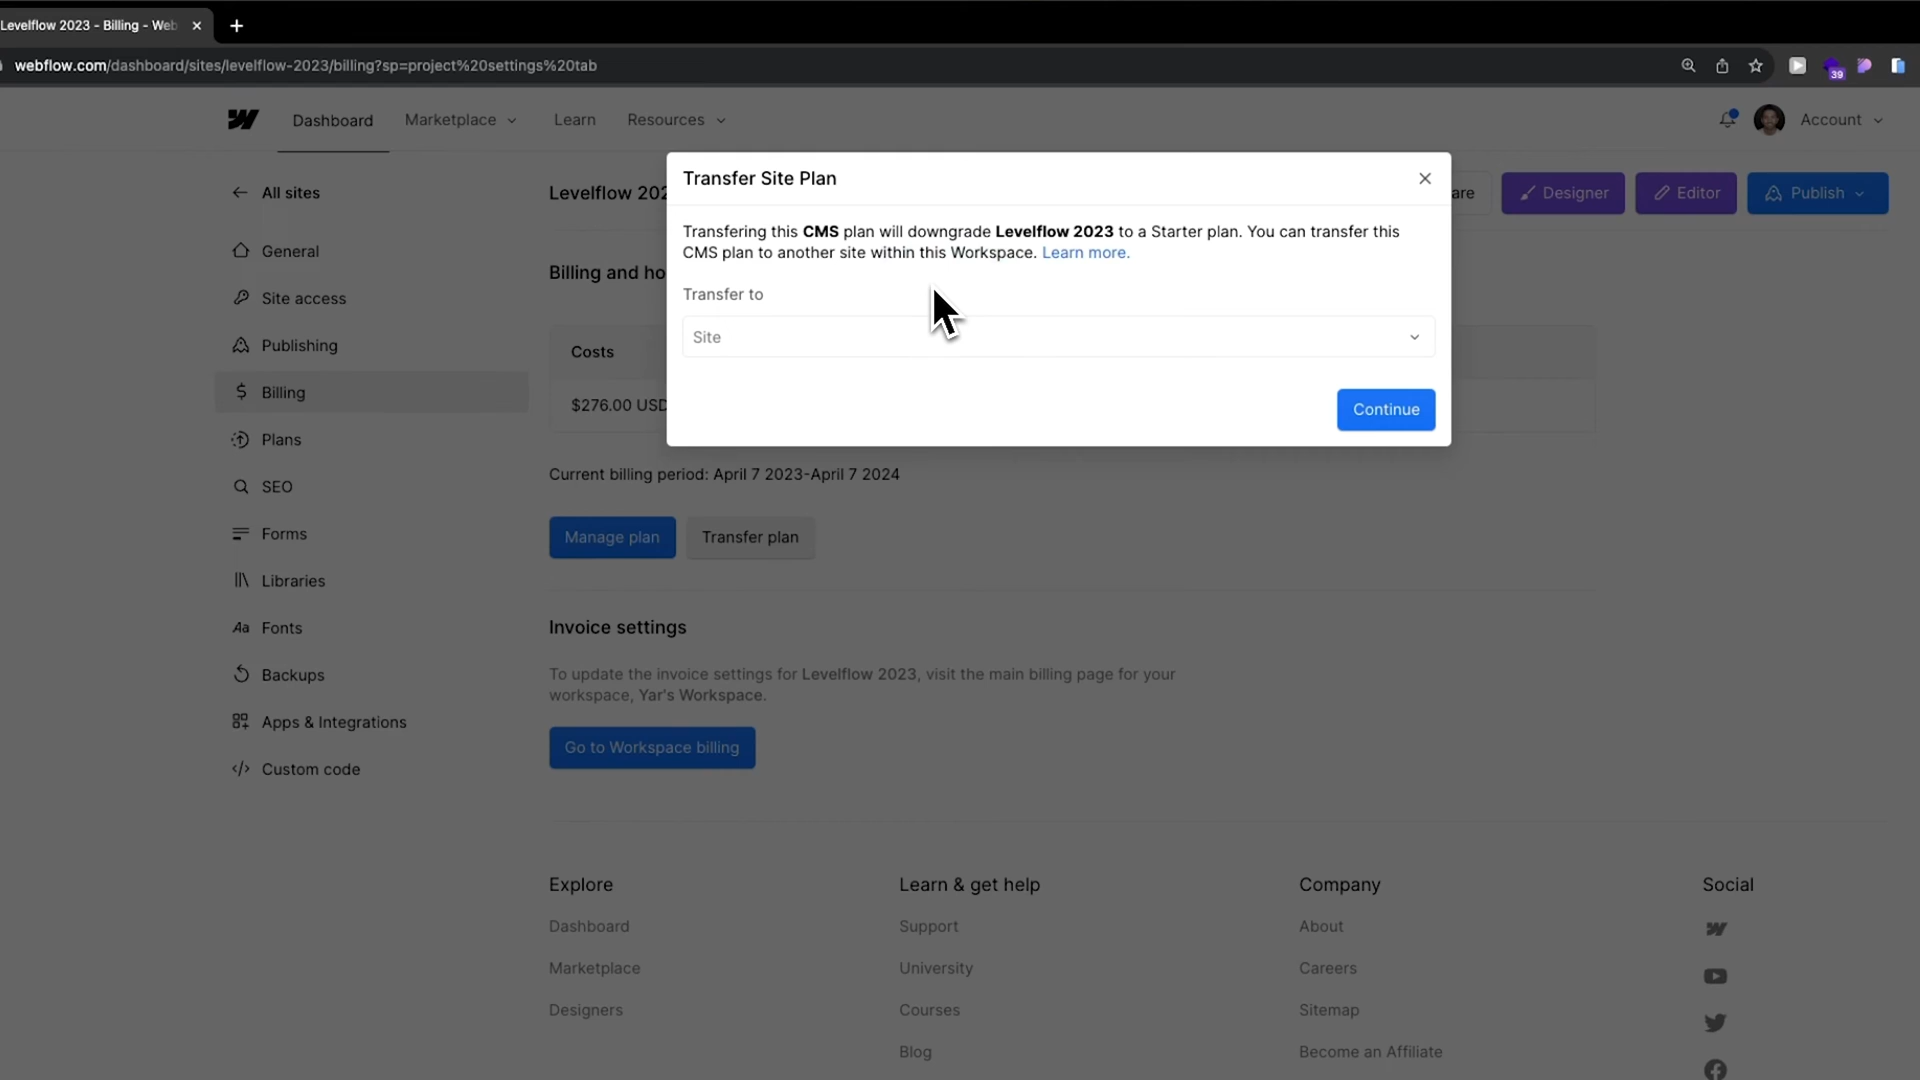 Levelflow 2023 - Billing - Web
webflow.com/dashboard/sites/levelflow-2023/billing?sp=project%20settings%20tab
39
Dashboard
Marketplace
Learn
Resources
Account
All sites
General
Site access
Publishing
Billing
Plans
SEO
Forms
Libraries
Aa Fonts
Backups
Apps & Integrations
Custom code
Levelflow 202
are
Designer
Editor
Publish
Transfer Site Plan
Transfering this CMS plan will downgrade Levelflow 2023 to a Starter plan. You can transfer this
CMS plan to another site within this Workspace. Learn more.
Transfer to
Site
Continue
Billing and ho
Costs
$276.00 USD
Current billing period: April 7 2023-April 7 2024
Manage plan
Transfer plan
Invoice settings
To update the invoice settings for Levelflow 2023, visit the main billing page for your
workspace, Yar's Workspace.
Go to Workspace billing
Explore
Dashboard
Marketplace
Designers
Learn & get help
Support
University
Courses
Blog
Company
About
Careers
Sitemap
Become an Affiliate
Social